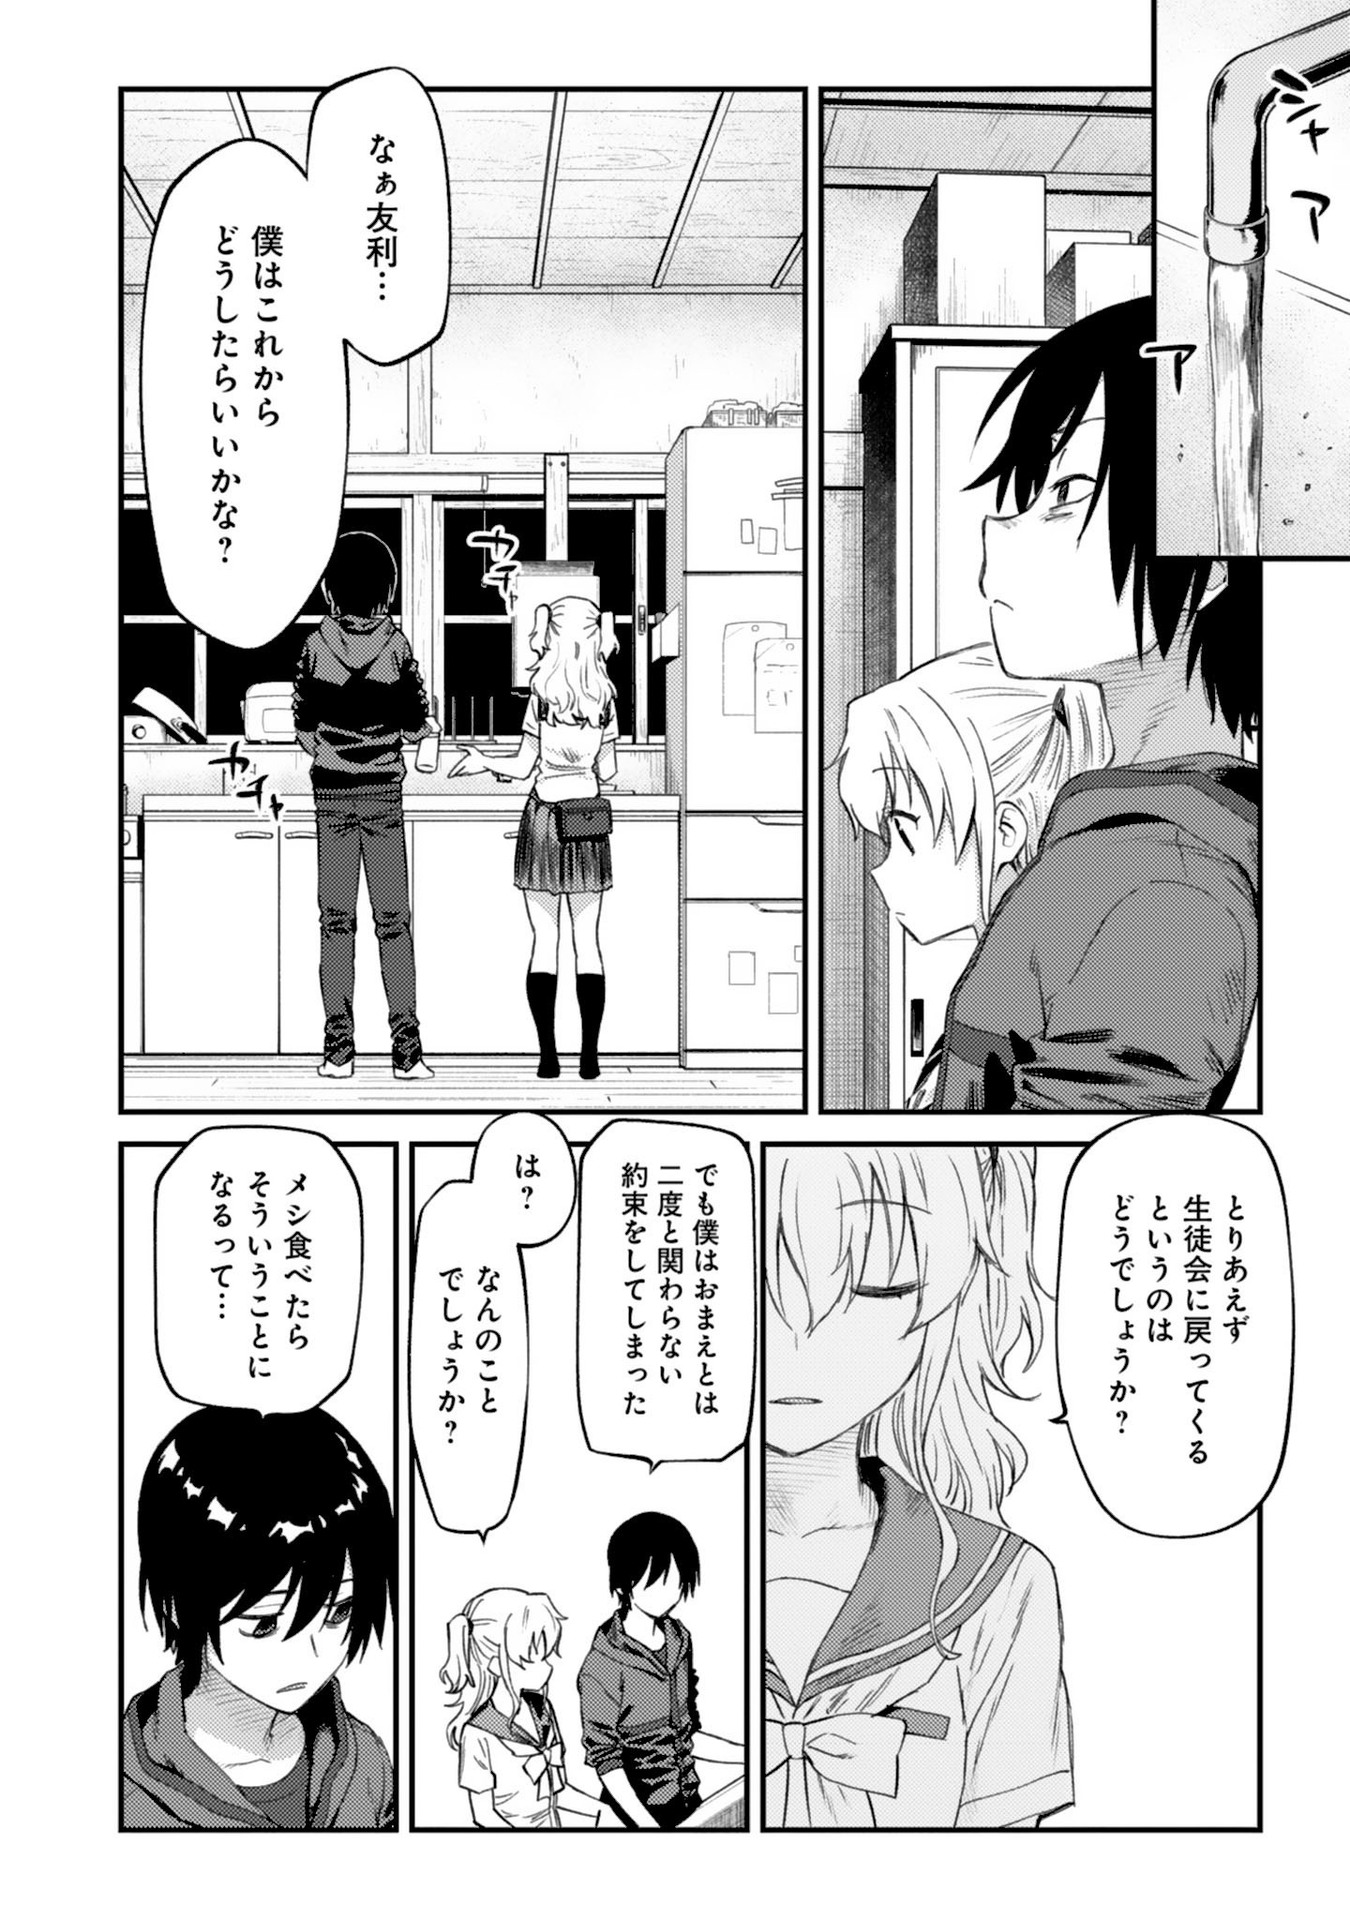 シャアア
なぁ友利…
僕はこれから
どうしたらいいかな？
カチャ
カチャ
とりあえず
生徒会に戻ってくる
というのは
どうでしょうか？
でも僕はおまえとは
二度と関わらない
約束をしてしまった
は？
なんのこと
でしょうか？
メシ食べたら
そういうことに
なるって…